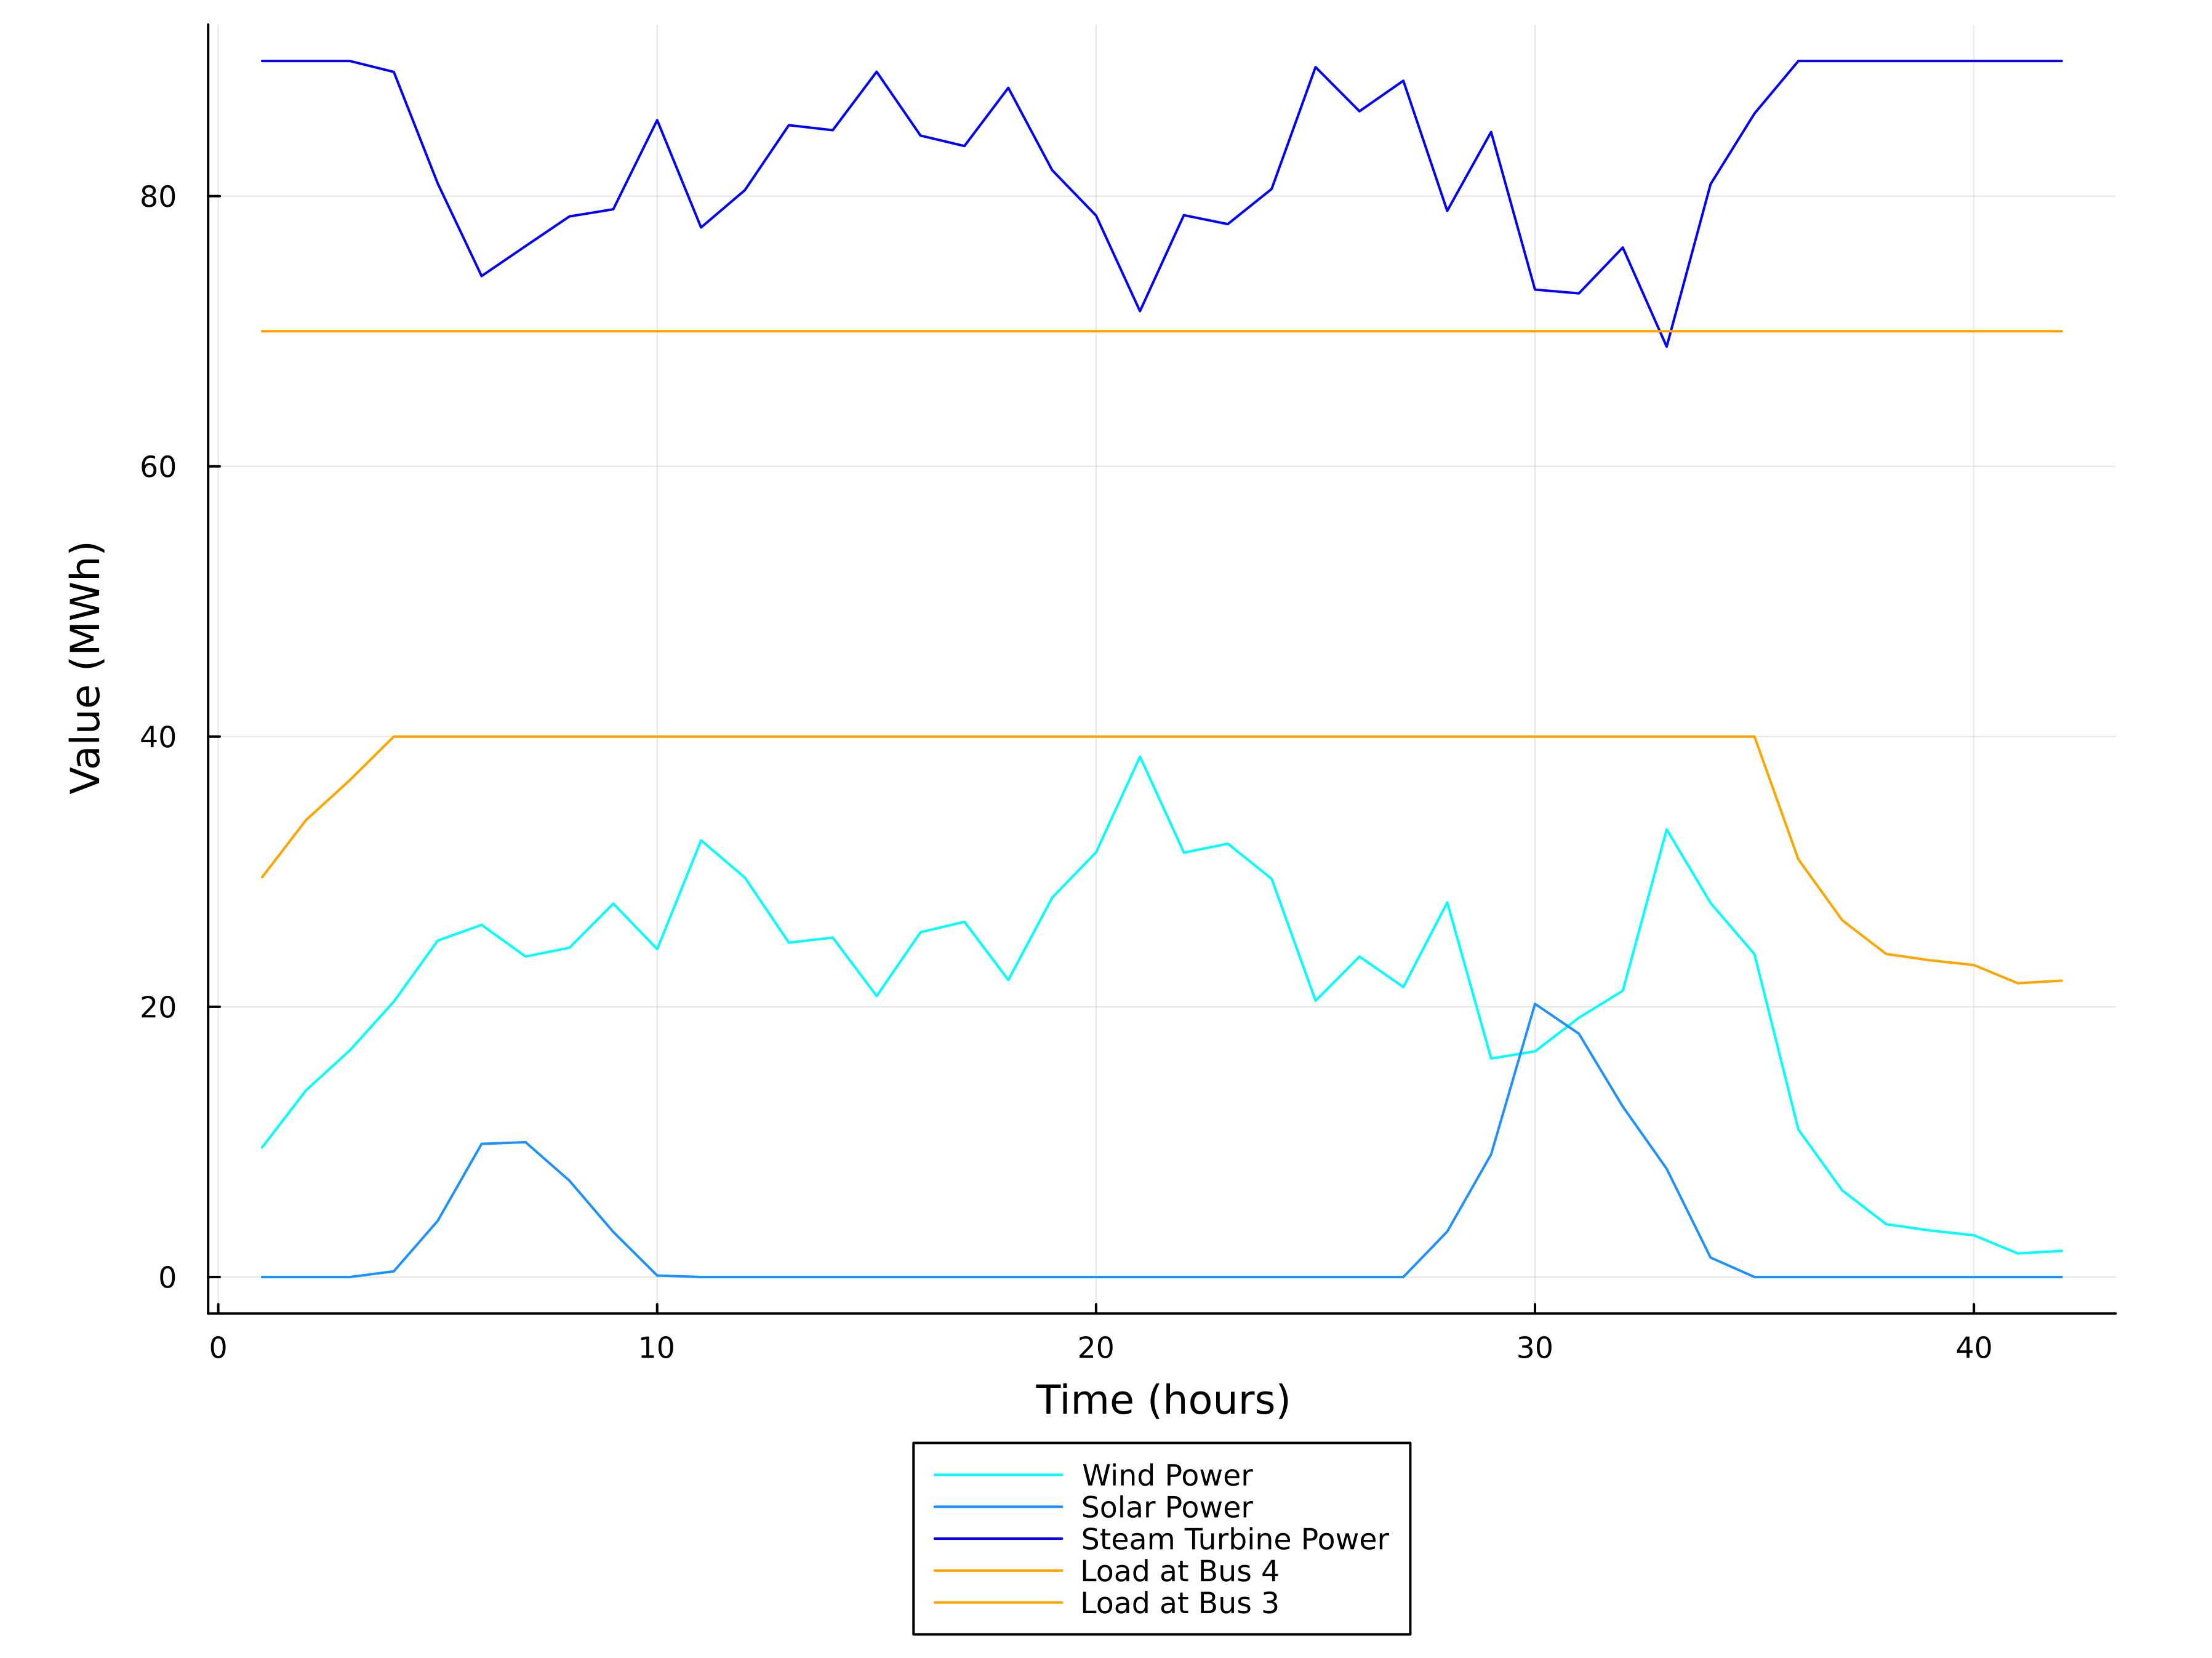 80
60
40
20
0
Value (MWh)
0 10 20 30 40
Time (hours)
Wind Power
Solar Power
Steam Turbine Power
Load at Bus 4
Load at Bus 3